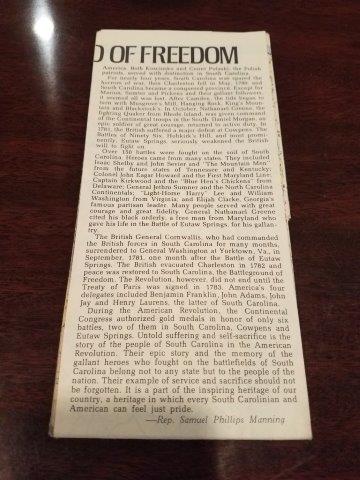 D OF FREEDOM
America. Both Kosciusko and Count Pulaski, the Polish
patriots, served with distinction in South Carolina.
For nearly four years, South Carolina was spared the
horrors of war, then Charleston fell in May, 1780, and
South Carolina became a conquered province. Except for
Marion, Sumter and Pickens and their gallant followers,
it seemed all was lost. After Camden, the tide began to
turn with Musgrove's Mill, Hanging Rock, King's Moun-
tain and Blackstock's. In October, Nathanael Greene, the
fighting Quaker from Rhode Island, was given command
of the Continental troops in the South. Daniel Morgan, an
epic soldier of great courage, returned to active duty. In
1781, the British suffered a major defeat at Cowpens. The
Battles of Ninety Six, Hobkirk's Hill, and most promi-
nently, Eutaw Springs, seriously weakened the British
will to fight on.
Over 150 battles were fought on the soil of South
Carolina. Heroes came from many states. They included
Isaac Shelby and John Sevier and "The Mountain Men"
from the future states of Tennessee and Kentucky;
Colonel John Eager Howard and the First Maryland Line;
Captain Kirkwood and the "Blue Hen's Chicken" from
Delaware; General Jethro Sumner and the North Carolina
Continentals; "Light-Horse Harry" Lee and William
Washington from Virginia; and Elijah Clarke, Georgia's
famous partisan leader. Many people served with great
courage and great fidelity. General Nathanael Greene
cited his black orderly, a free man from Maryland who
gave his life in the Battle of Eutaw Springs, for his gallan-
try.
The British General Cornwallis, who had commanded
the British forces in South Carolina for many months,
surrendered to General Washington at Yorktown, Va., in
September, 1781, one month after the Battle of Eutaw
Springs. The British evacuated Charleston in 1782 and
peace was restored to South Carolina, the Battleground of
Freedom. The Revolution, however, did not end until the
Treaty of Paris was signed in 1783. America's four
delegates included Benjamin Franklin, John Adams, John
Jay and Henry Laurens, the latter of South Carolina.
During the American Revolution, the Continental
Congress authorized gold medals in honor of only six
battles, two of them in South Carolina, Cowpens and
Eutaw Springs. Untold suffering and self-sacrifice is the
story of the people of South Carolina in the American
Revolution. Their epic story and the memory of the
gallant heroes who fought on the battlefields of South
Carolina belong not to any state but to the people of the
nation. Their example of service and sacrifice should not
be forgotten. It is a part of the inspiring heritage of our
country, a heritage in which every South Carolinian and
American can feel just pride.
—Rep. Samuel Phillips Manning